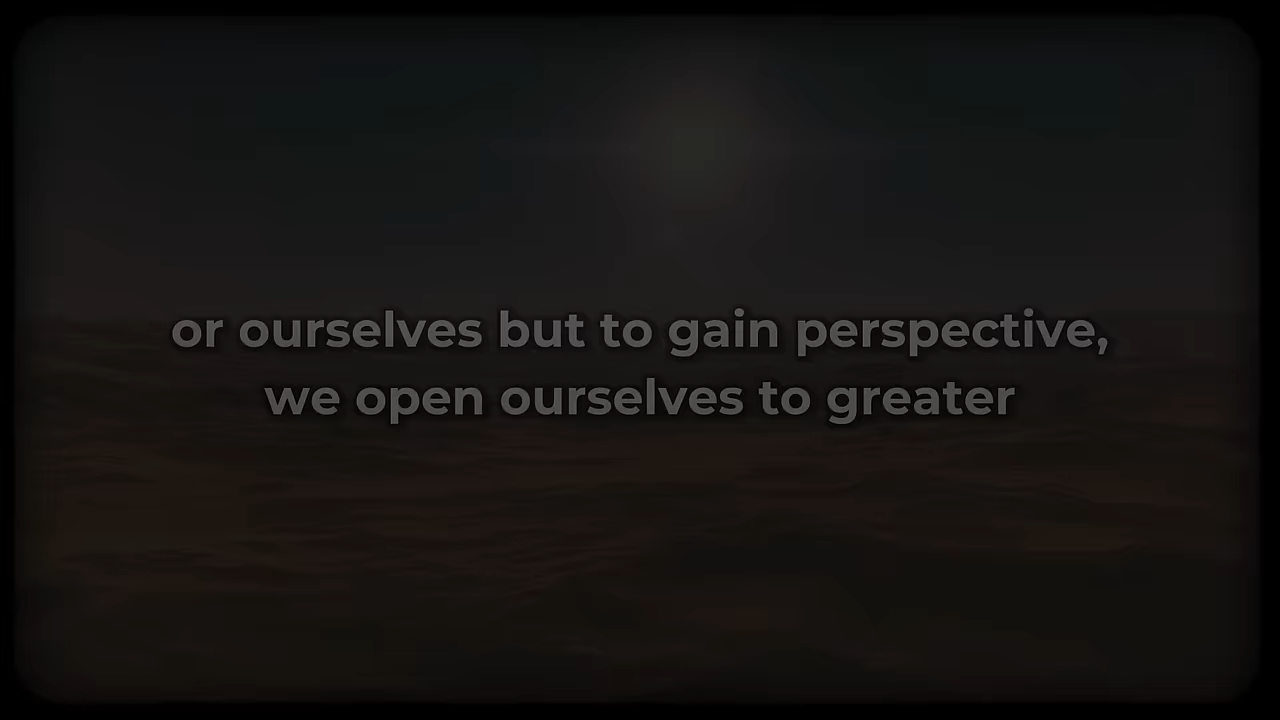 or ourselves but to gain perspective,
we open ourselves to greater